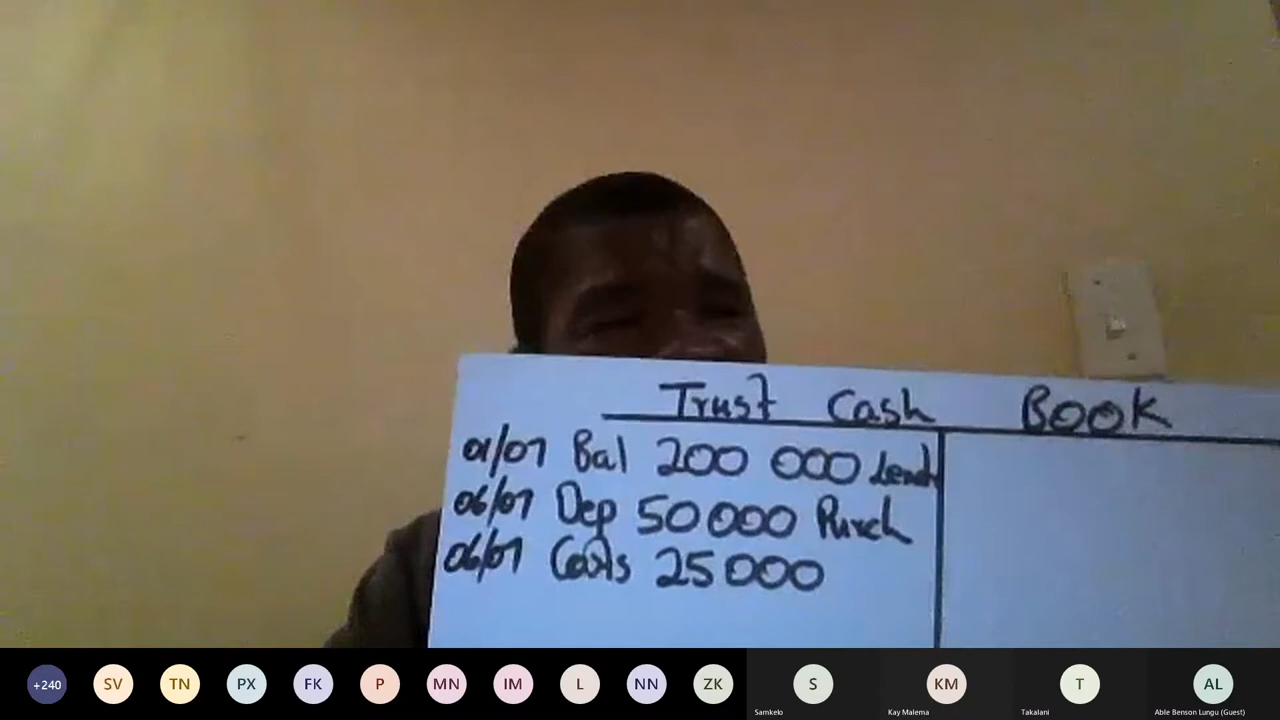 Trust Cash Book
01/07 Bal 200 000
06/07 Dep 50 000 Purch
06/07 Costs 25 000
+240
SV
TN
PX
FK
P
MN
IM
L
NN
ZK
S
Samkelo
KM
Kay Malema
T
Takalani
AL
Able Benson Lungu (Guest)